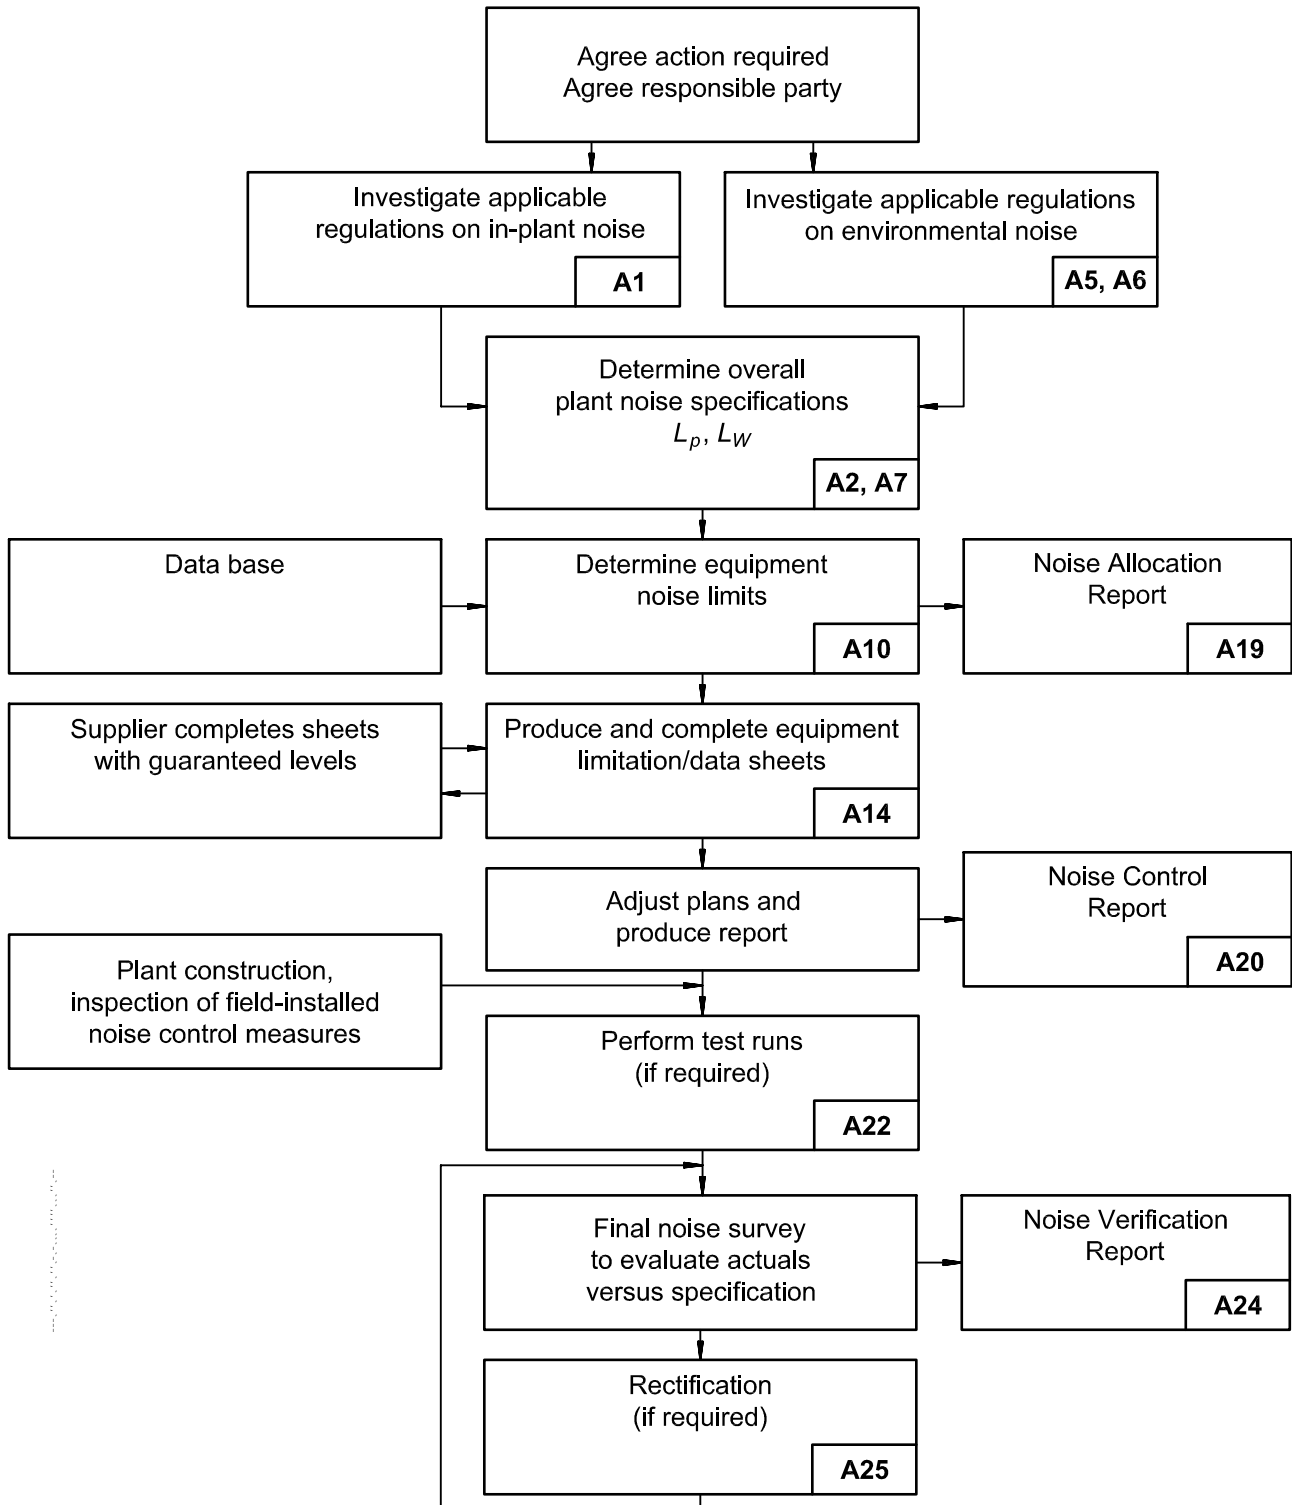 Agree action required
Agree responsible party
Investigate applicable
regulations on in-plant noise
A1
Investigate applicable regulations
on environmental noise
A5, A6
Determine overall
plant noise specifications
Lp, LW
A2, A7
Data base
Determine equipment
noise limits
A10
Noise Allocation
Report
A19
Supplier completes sheets
with guaranteed levels
Produce and complete equipment
limitation/data sheets
A14
Adjust plans and
produce report
Noise Control
Report
A20
Plant construction,
inspection of field-installed
noise control measures
Perform test runs
(if required)
A22
Final noise survey
to evaluate actuals
versus specification
Noise Verification
Report
A24
Rectification
(if required)
A25